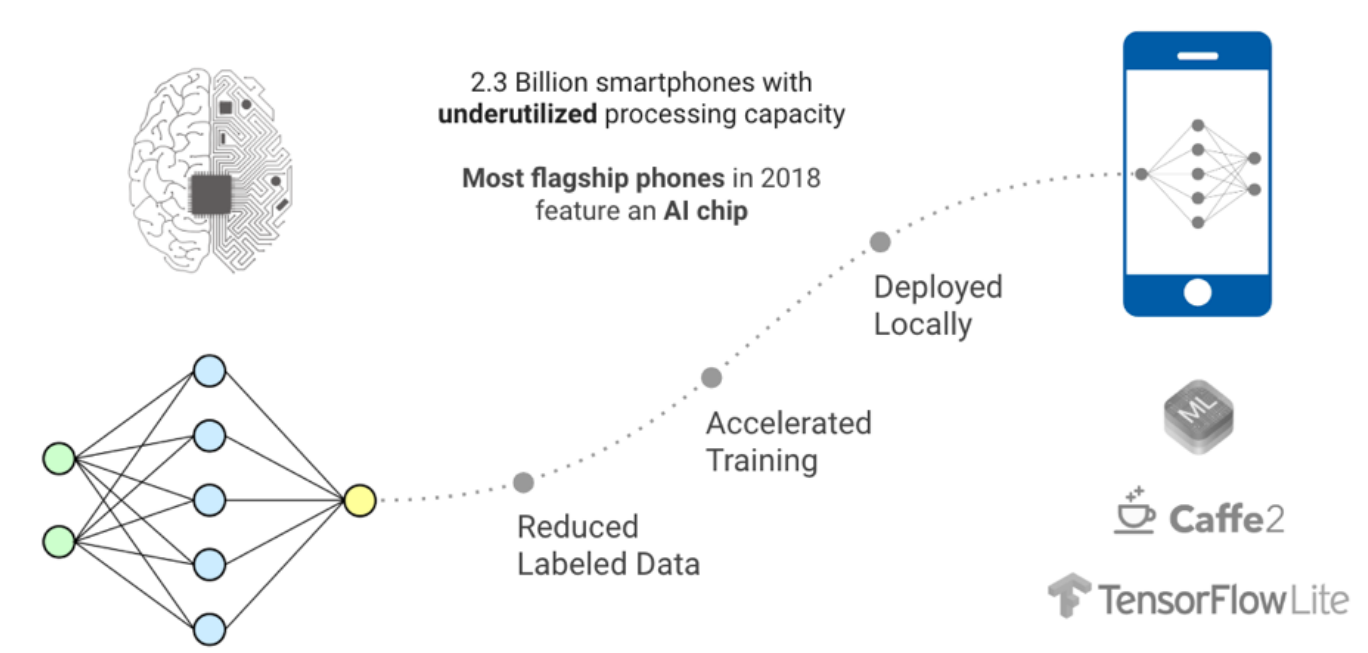 2.3 Billion smartphones with
underutilized processing capacity
Most flagship phones in 2018
feature an AI chip
Deployed
Locally
Accelerated
Training
Reduced
Labeled Data
ML
Caffe2
TensorFlow Lite